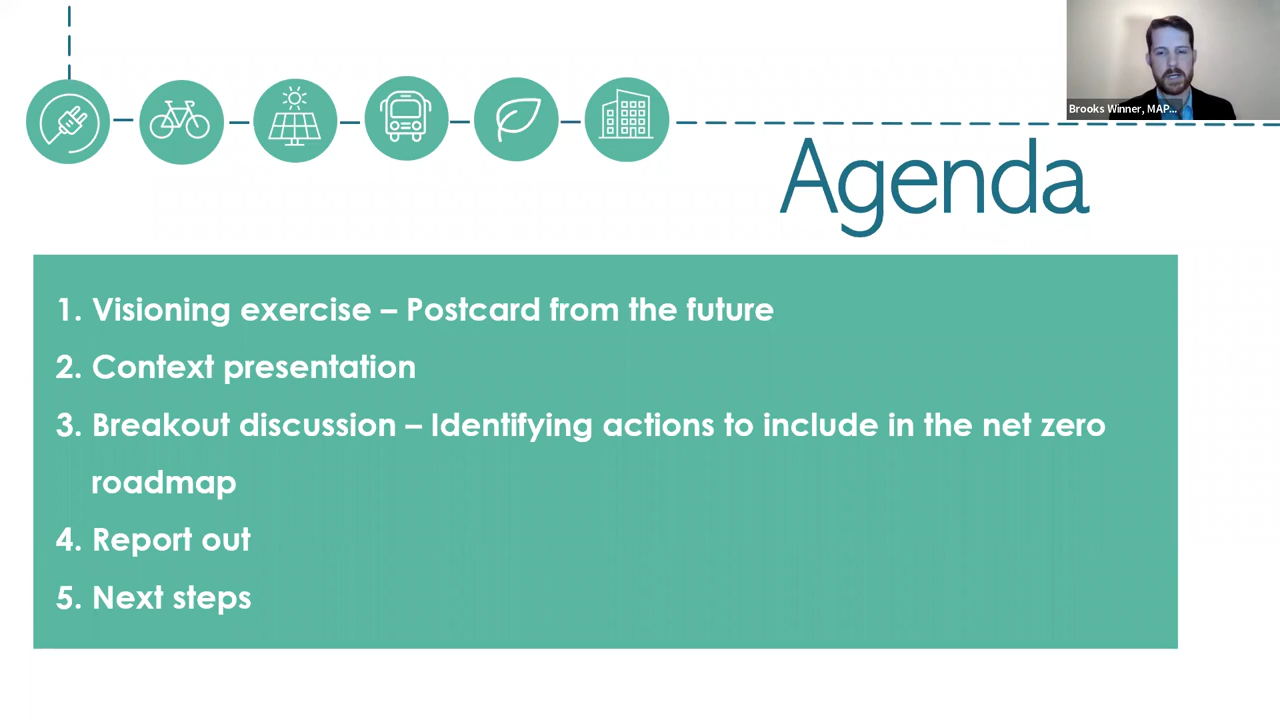 Brooks Winner, MAP...
Agenda
1. Visioning exercise – Postcard from the future
2. Context presentation
3. Breakout discussion – Identifying actions to include in the net zero
roadmap
4. Report out
5. Next steps